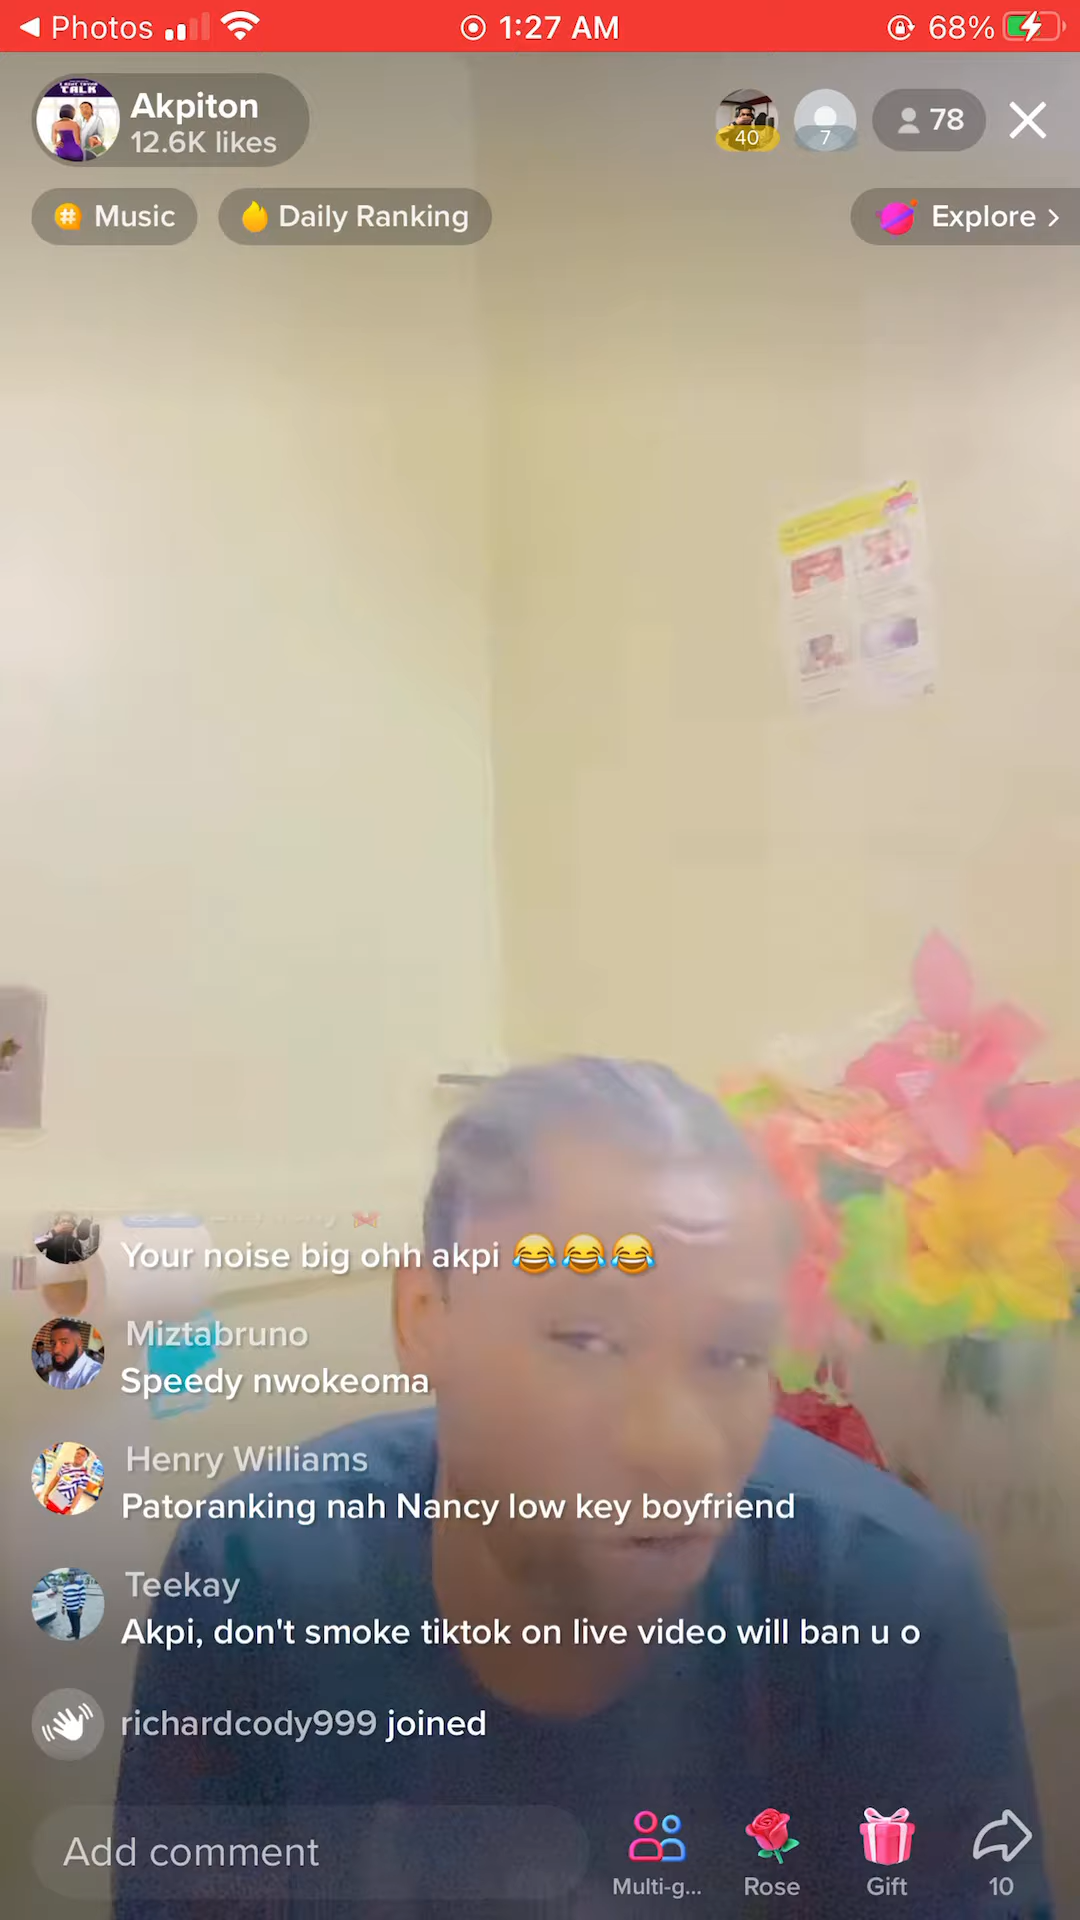 Photos
1:27 AM
68%
TALK
Akpiton
12.6K likes
40
7
78
Music
Daily Ranking
Explore
Your noise big ohh akpi 😂😂😂
Miztabruno
Speedy nwokeoma
Henry Williams
Patoranking nah Nancy low key boyfriend
Teekay
Akpi, don't smoke tiktok on live video will ban u o
richardcody999 joined
Add comment
Multi-g...
Rose
Gift
10